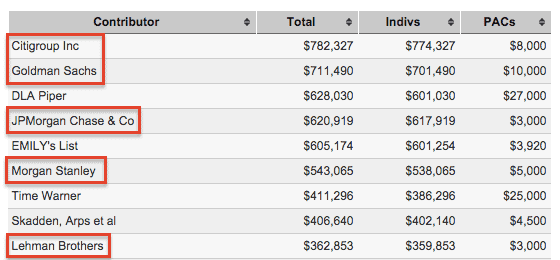 Contributor Total Indivs PACs
Citigroup Inc $782,327 $774,327 $8,000
Goldman Sachs $711,490 $701,490 $10,000
DLA Piper $628,030 $601,030 $27,000
JPMorgan Chase & Co $620,919 $617,919 $3,000
EMILY's List $605,174 $601,254 $3,920
Morgan Stanley $543,065 $538,065 $5,000
Time Warner $411,296 $386,296 $25,000
Skadden, Arps et al $406,640 $402,140 $4,500
Lehman Brothers $362,853 $359,853 $3,000